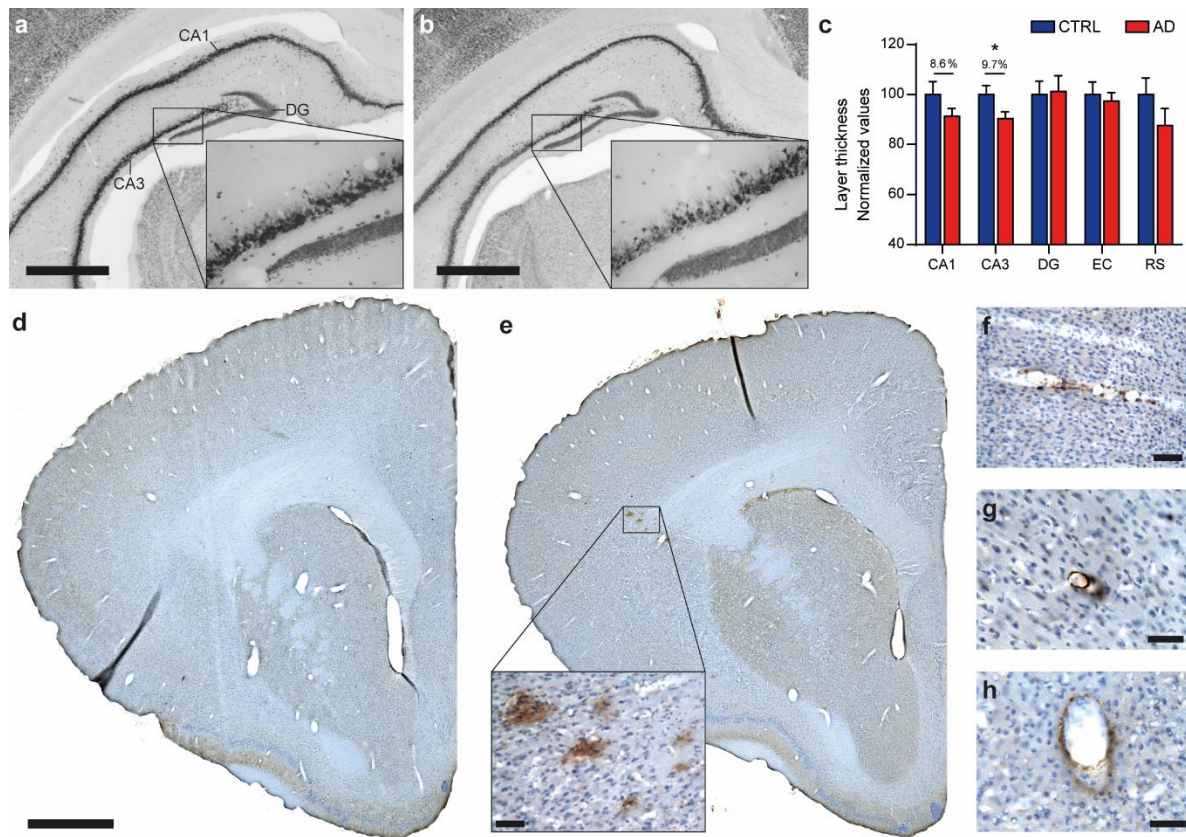 a
CA1
DG
CA3
b
c
CTRL
AD
Layer thickness
Normalized values
120
100
80
60
40
8.6%
*
9.7%
CA1
CA3
DG
EC
RS
d
e
f
g
h